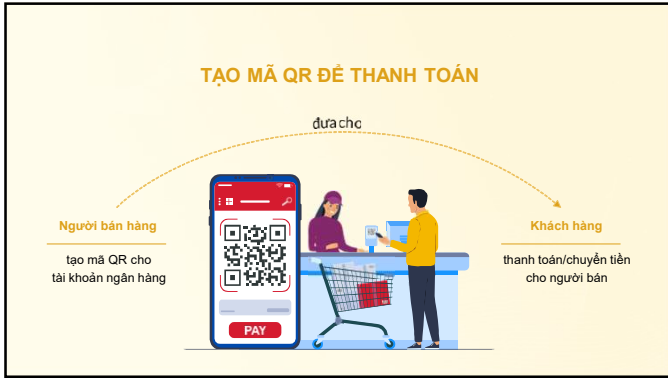 TẠO MÃ QR ĐỂ THANH TOÁN
đưa cho
Người bán hàng
tạo mã QR cho
tài khoản ngân hàng
Khách hàng
thanh toán/chuyển tiền
cho người bán
PAY